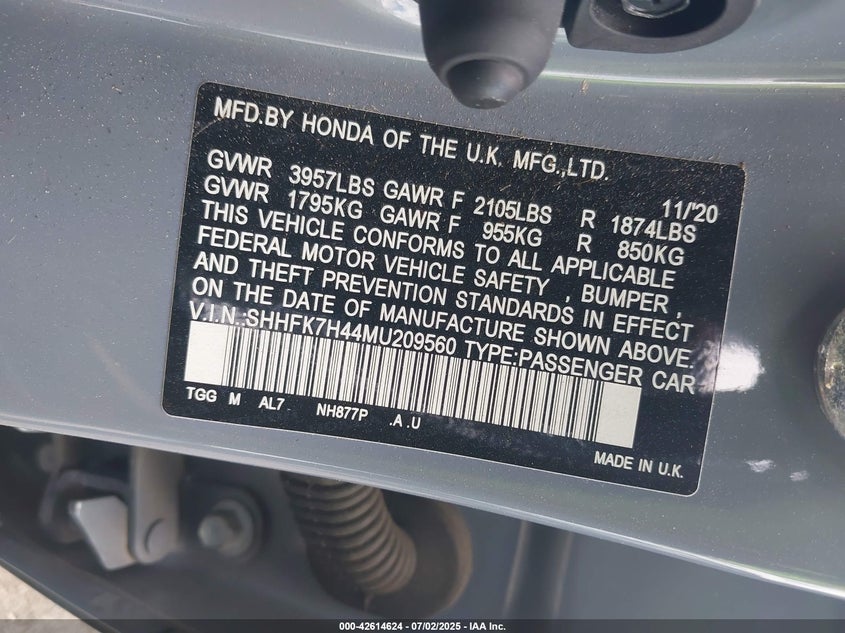 MFD.BY HONDA OF THE U.K. MFG.,LTD.
11/'20
GVWR 3957LBS GAWR F 2105LBS R 1874LBS
GVWR 1795KG GAWR F 955KG R 850KG
THIS VEHICLE CONFORMS TO ALL APPLICABLE
FEDERAL MOTOR VEHICLE SAFETY , BUMPER ,
AND THEFT PREVENTION STANDARDS IN EFFECT
ON THE DATE OF MANUFACTURE SHOWN ABOVE.
V.I.N.:SHHFK7H44MU209560 TYPE:PASSENGER CAR
TGG M AL7 NH877P .A .U
MADE IN U.K.
000-42614624 - 07/02/2025 - IAA Inc.